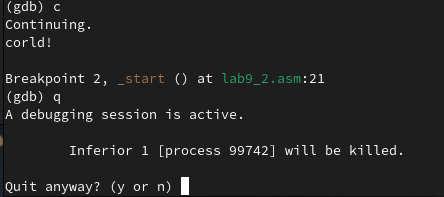 (gdb) c
Continuing.
corld!
Breakpoint 2, _start () at lab9_2.asm:21
(gdb) q
A debugging session is active.
Inferior 1 [process 99742] will be killed.
Quit anyway? (y or n)